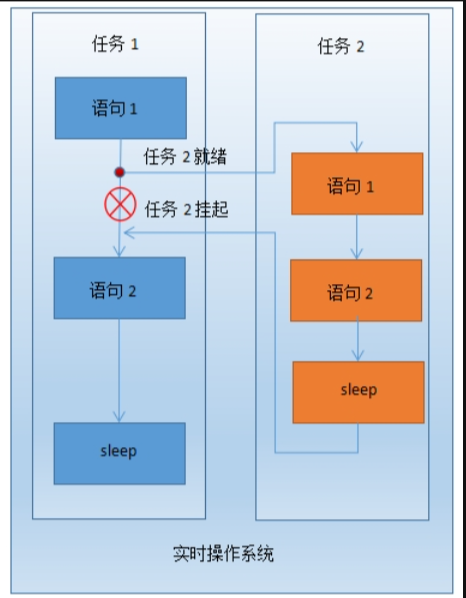 任务 1
任务 2
语句 1
任务 2 就绪
语句 1
任务 2 挂起
语句 2
语句 2
sleep
sleep
实时操作系统